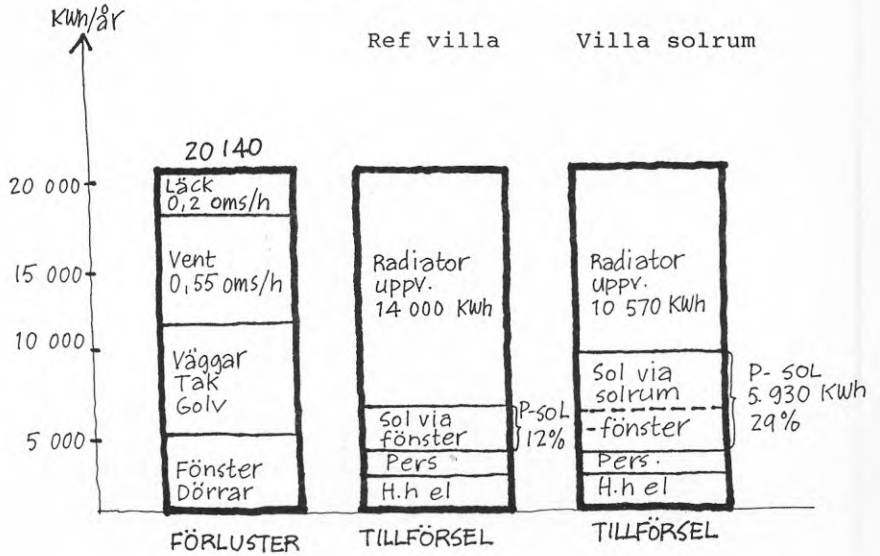 KWh/år
Ref villa
Villa solrum
20 000
15 000
10 000
5 000
20 140
Läck
0,2 oms/h
Vent
0,55 oms/h
Väggar
Tak
Golv
Fönster
Dörrar
FÖRLUSTER
Radiator
uppv.
14 000 KWh
Sol via
fönster
Pers
H.h el
P-SOL
12%
TILLFÖRSEL
Radiator
uppv.
10 570 KWh
Sol via
solrum
-fönster
Pers.
H.h el
P- SOL
5.930 KWh
29%
TILLFÖRSEL